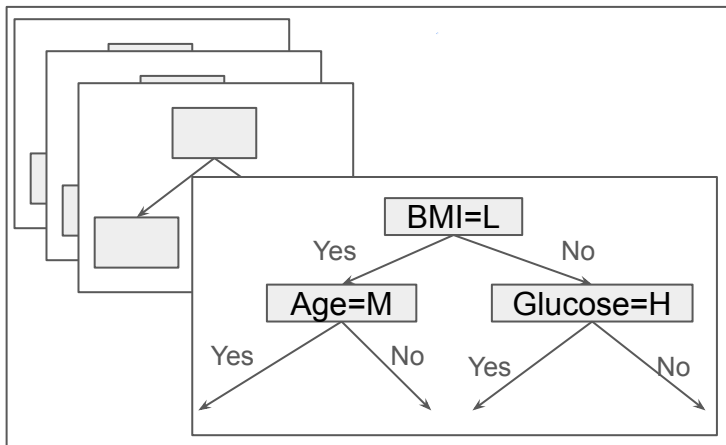 BMI=L
Yes
No
Age=M
Glucose=H
Yes
No
Yes
No